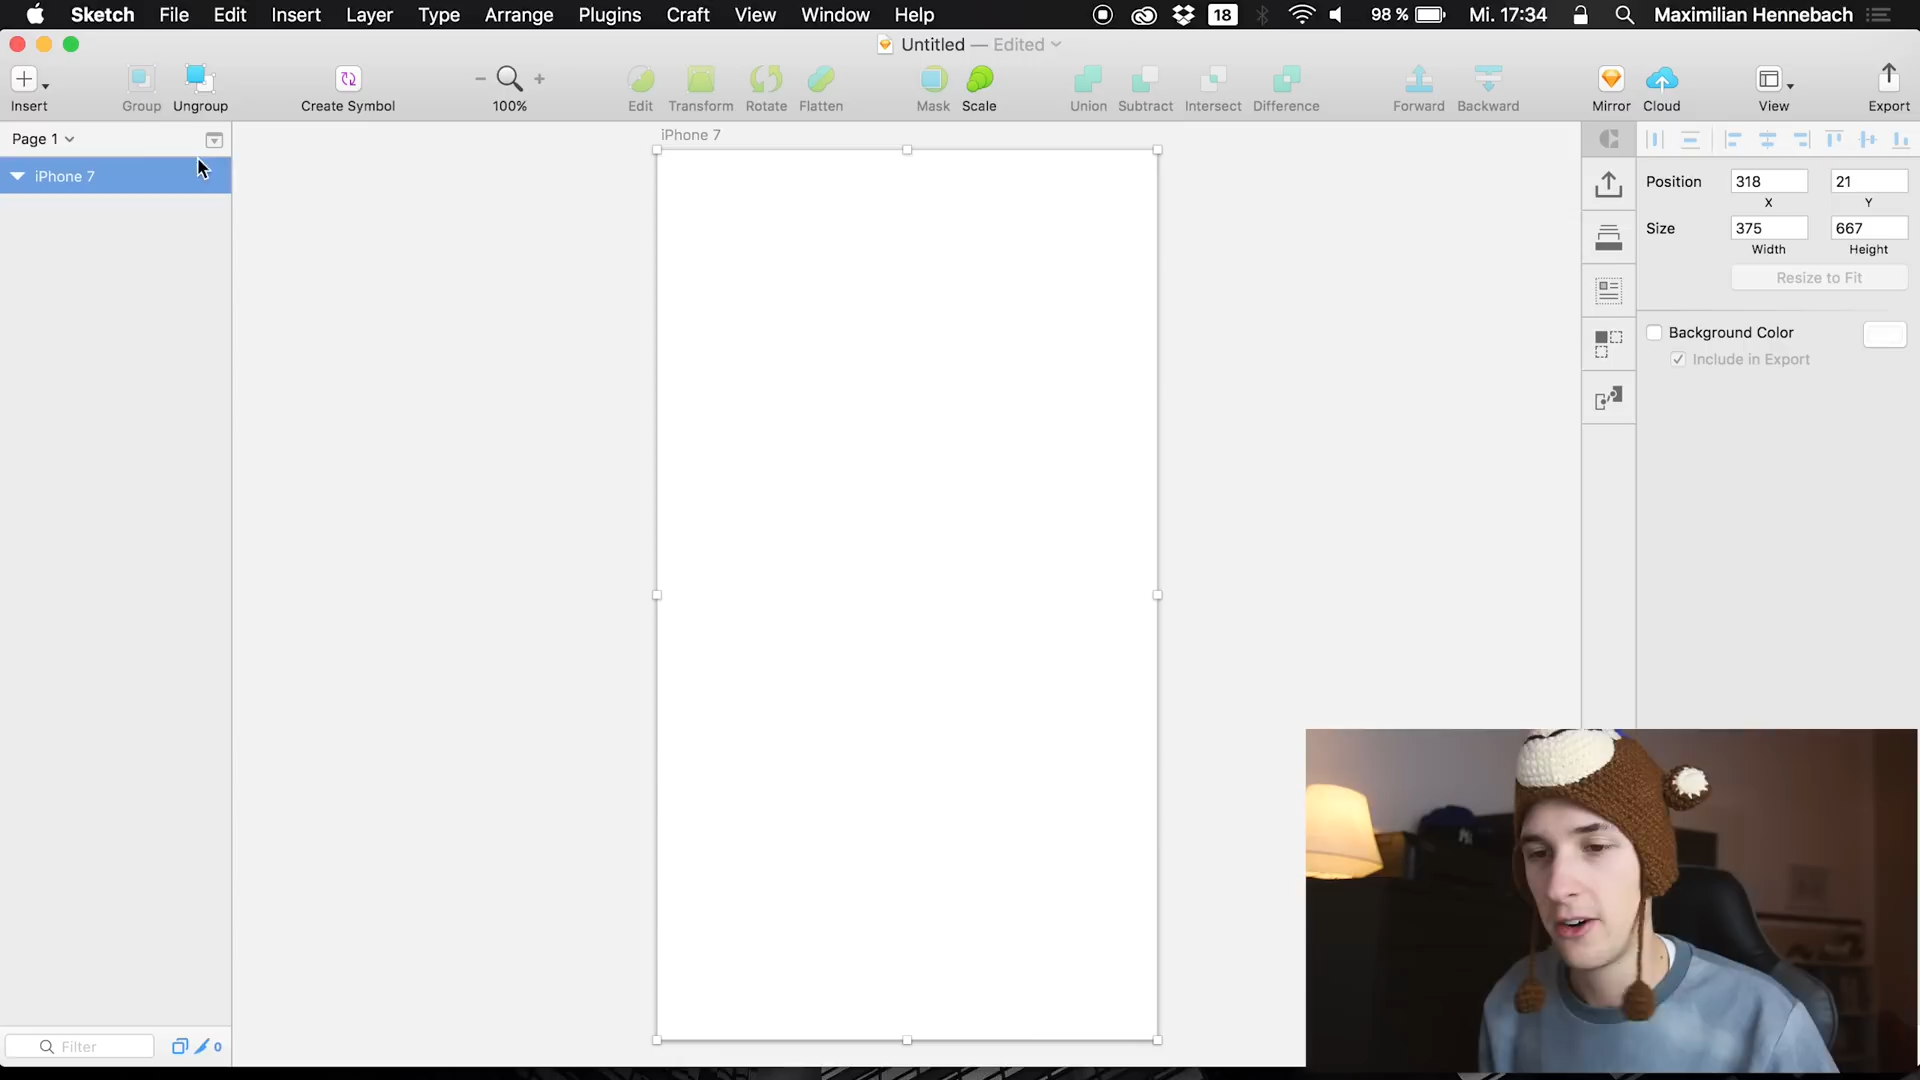 Sketch File Edit Insert Layer Type Arrange Plugins Craft View Window Help 18 98 % Mi. 17:34 Maximilian Hennebach
Untitled — Edited
Insert Group Ungroup Create Symbol 100% Edit Transform Rotate Flatten Mask Scale Union Subtract Intersect Difference Forward Backward Mirror Cloud View Export
Page 1
iPhone 7
iPhone 7
Position 318 21
X Y
Size 375 667
Width Height
Resize to Fit
Background Color
Include in Export
Filter 0